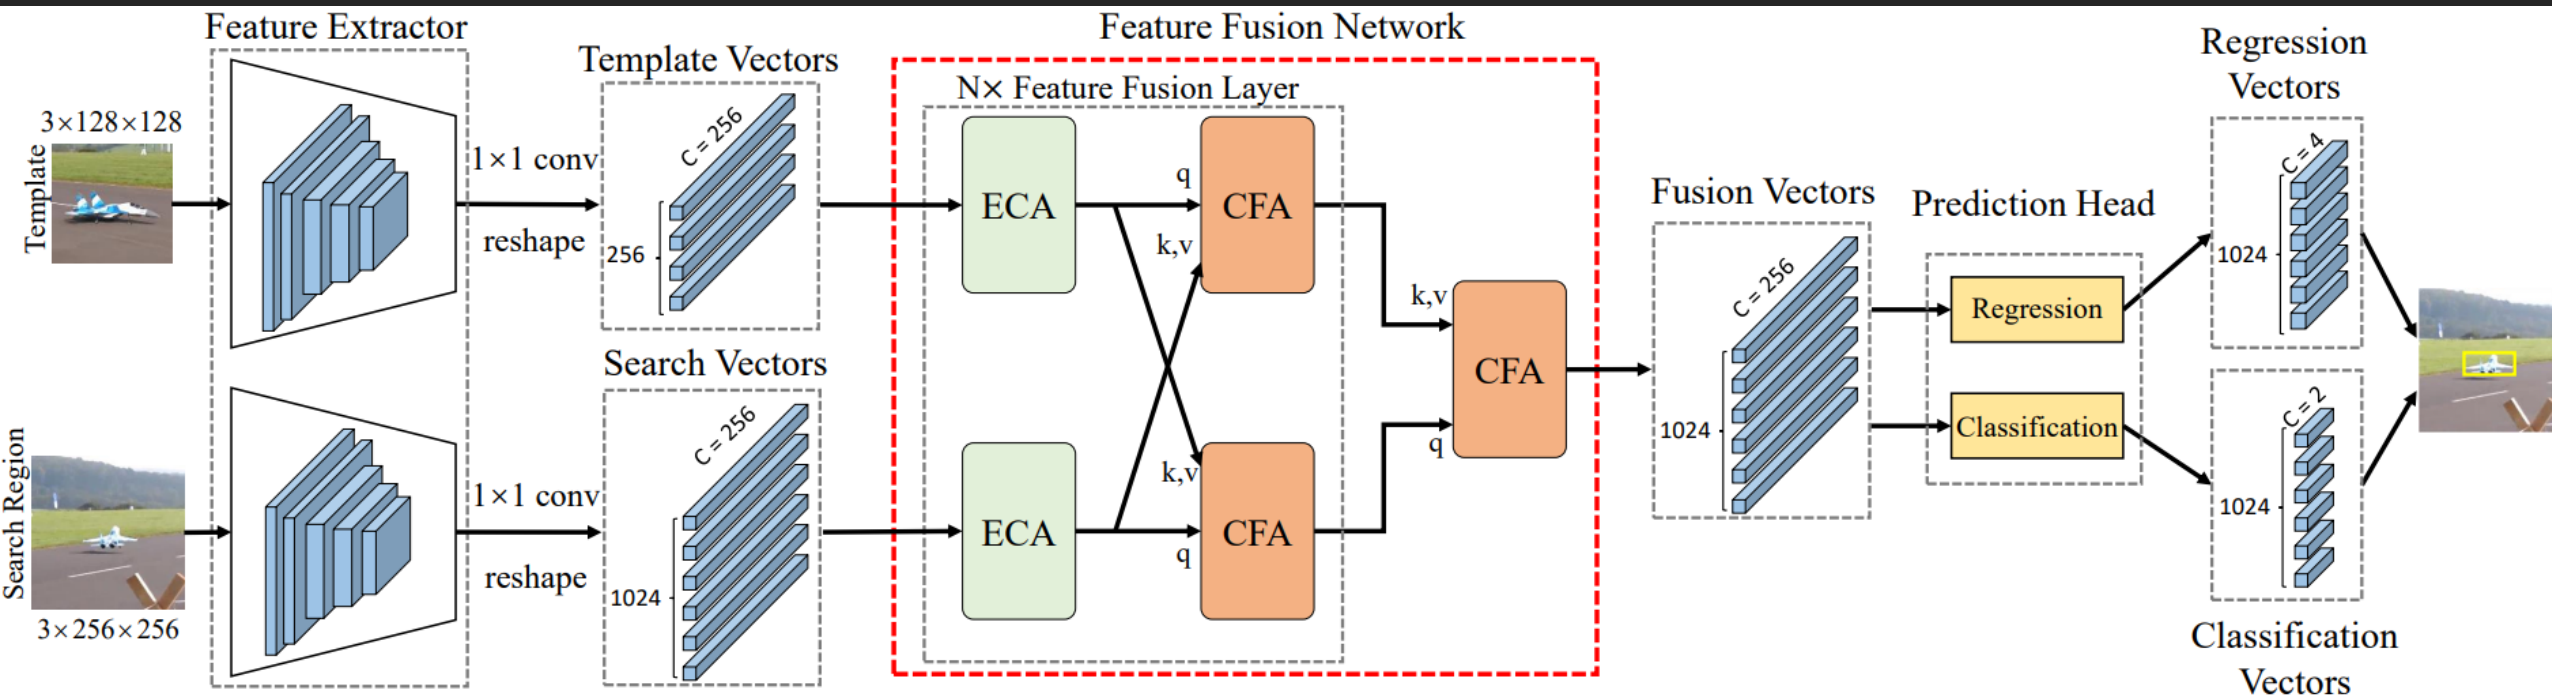 Feature Extractor
Feature Fusion Network
Template Vectors
Regression
Vectors
N× Feature Fusion Layer
3×128×128
Template
1×1 conv
reshape
C = 256
256
ECA
q
k,v
CFA
Search Vectors
Search Region
3×256×256
1×1 conv
reshape
C = 256
1024
ECA
k,v
q
CFA
k,v
q
CFA
Fusion Vectors
C = 256
1024
Prediction Head
Regression
Classification
C = 4
1024
C = 2
1024
Classification
Vectors